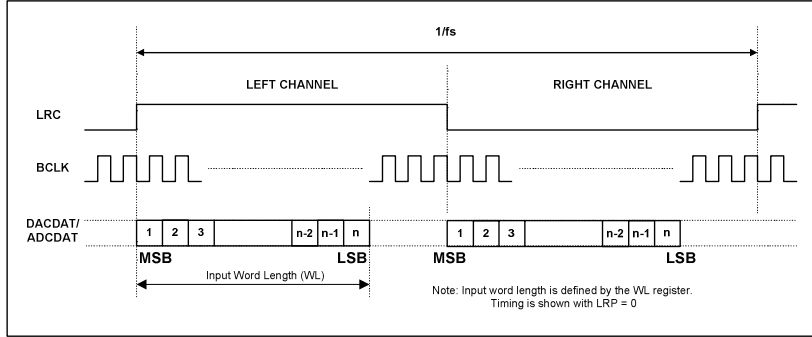 1/fs
LEFT CHANNEL
RIGHT CHANNEL
LRC
BCLK
DACDAT/
ADCDAT
1 2 3 n-2 n-1 n
1 2 3 n-2 n-1 n
MSB LSB
MSB LSB
Input Word Length (WL)
Note: Input word length is defined by the WL register.
Timing is shown with LRP = 0